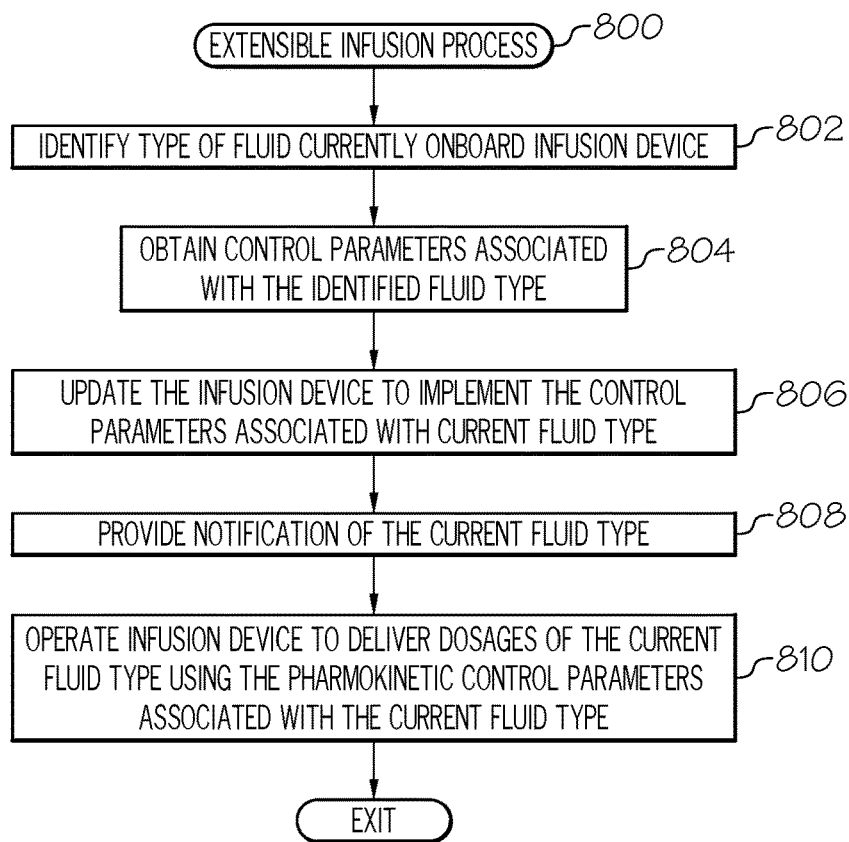 EXTENSIBLE INFUSION PROCESS
800
IDENTIFY TYPE OF FLUID CURRENTLY ONBOARD INFUSION DEVICE
802
OBTAIN CONTROL PARAMETERS ASSOCIATED
WITH THE IDENTIFIED FLUID TYPE
804
UPDATE THE INFUSION DEVICE TO IMPLEMENT THE CONTROL
PARAMETERS ASSOCIATED WITH CURRENT FLUID TYPE
806
PROVIDE NOTIFICATION OF THE CURRENT FLUID TYPE
808
OPERATE INFUSION DEVICE TO DELIVER DOSAGES OF THE CURRENT
FLUID TYPE USING THE PHARMOKINETIC CONTROL PARAMETERS
ASSOCIATED WITH THE CURRENT FLUID TYPE
810
EXIT